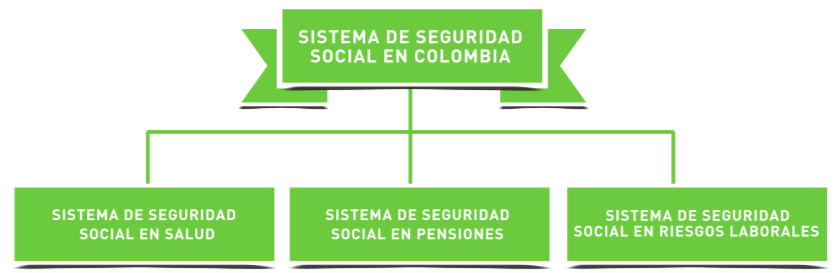 SISTEMA DE SEGURIDAD
SOCIAL EN COLOMBIA
SISTEMA DE SEGURIDAD
SOCIAL EN SALUD
SISTEMA DE SEGURIDAD
SOCIAL EN PENSIONES
SISTEMA DE SEGURIDAD
SOCIAL EN RIESGOS LABORALES